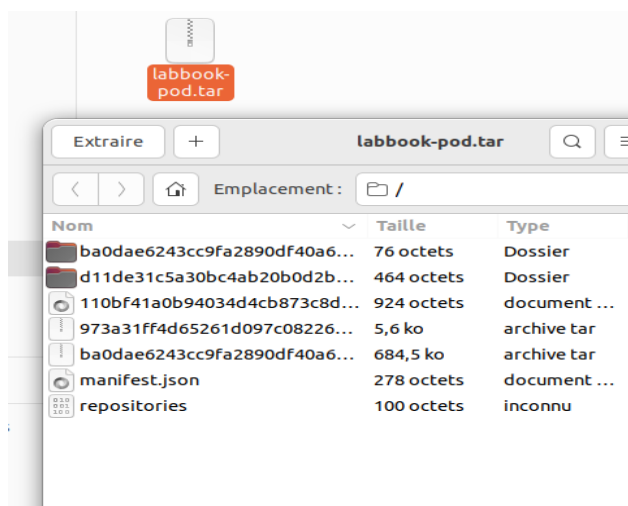 labbook-
pod.tar
Extraire + labbook-pod.tar
Emplacement : /
Nom Taille Type
ba0dae6243cc9fa2890df40a6... 76 octets Dossier
d11de31c5a30bc4ab20b0d2b... 464 octets Dossier
110bf41a0b94034d4cb873c8d... 924 octets document ...
973a31ff4d65261d097c08226... 5,6 ko archive tar
ba0dae6243cc9fa2890df40a6... 684,5 ko archive tar
manifest.json 278 octets document ...
repositories 100 octets inconnu